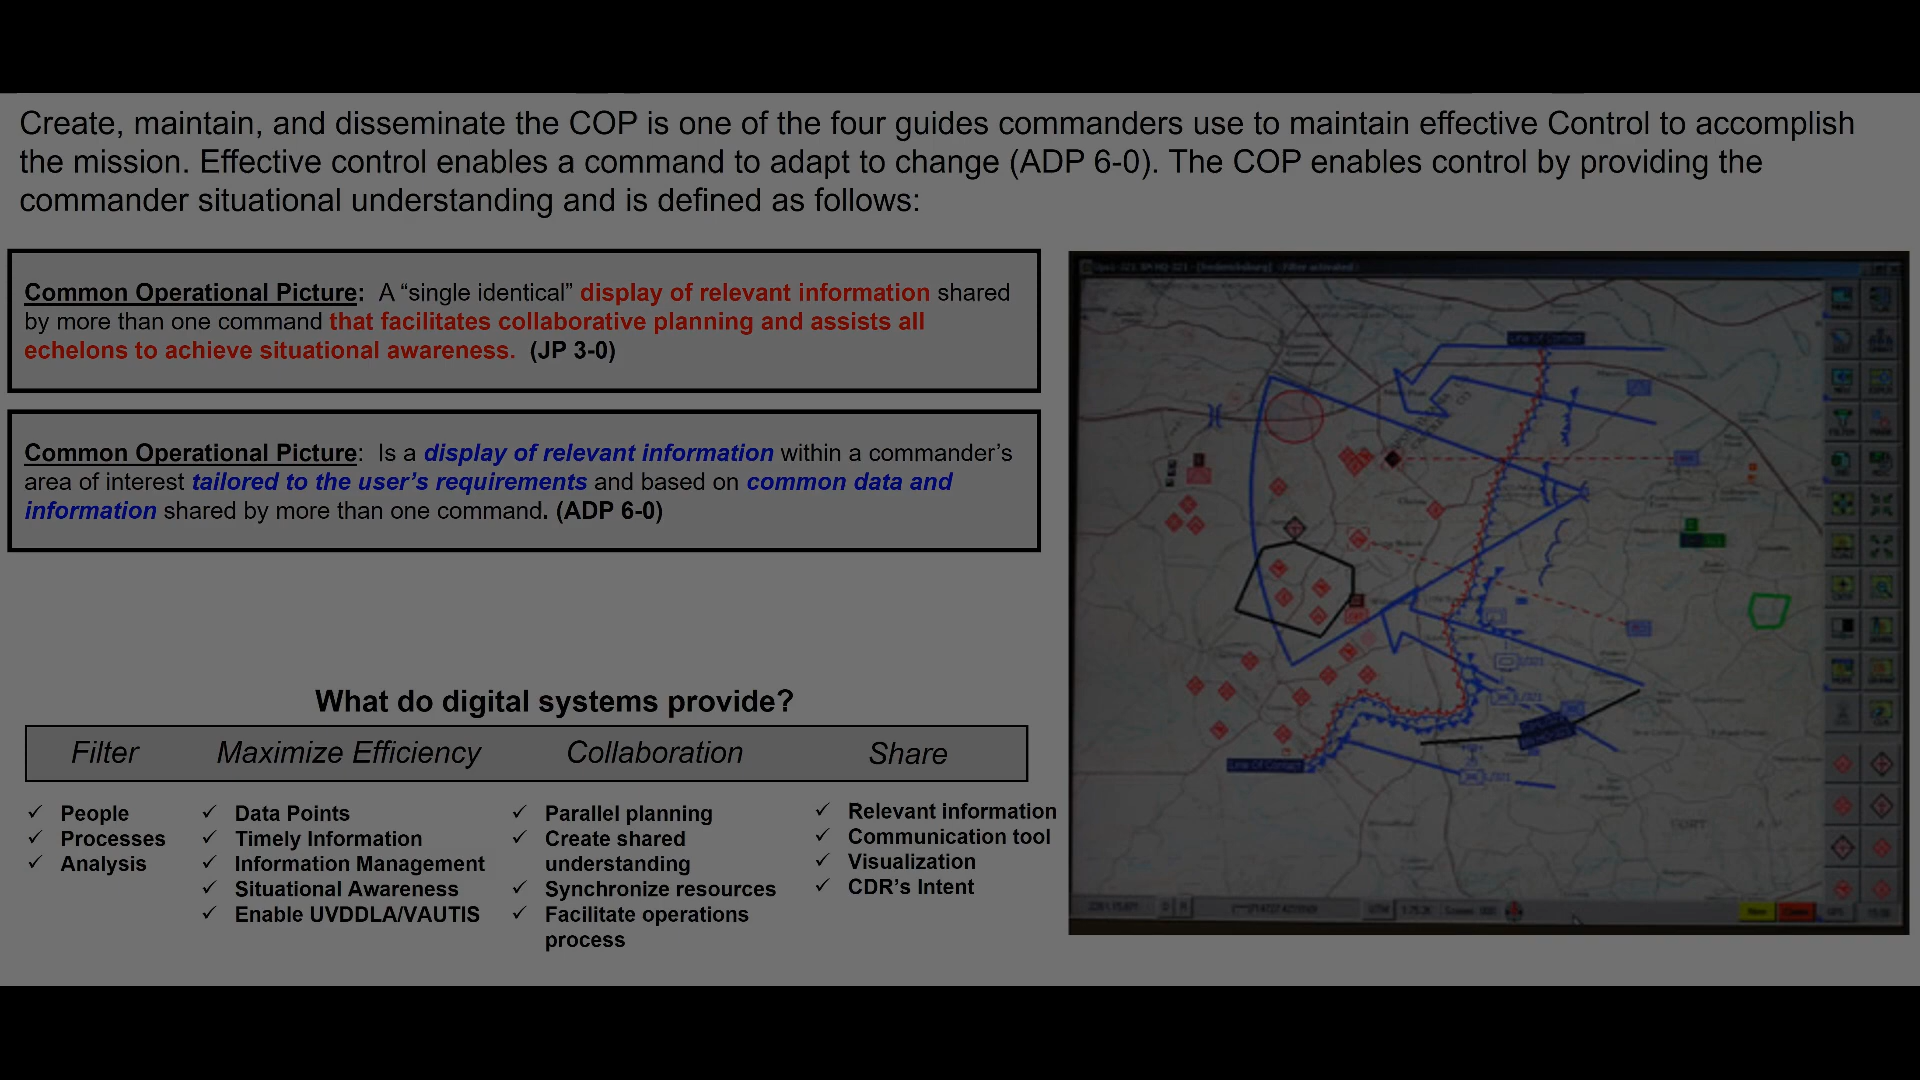 Create, maintain, and disseminate the COP is one of the four guides commanders use to maintain effective Control to accomplish
the mission. Effective control enables a command to adapt to change (ADP 6-0). The COP enables control by providing the
commander situational understanding and is defined as follows:
Common Operational Picture: A “single identical” display of relevant information shared
by more than one command that facilitates collaborative planning and assists all
echelons to achieve situational awareness. (JP 3-0)
Common Operational Picture: Is a display of relevant information within a commander’s
area of interest tailored to the user’s requirements and based on common data and
information shared by more than one command. (ADP 6-0)
What do digital systems provide?
Filter Maximize Efficiency Collaboration Share
✓ People
✓ Processes
✓ Analysis
✓ Data Points
✓ Timely Information
✓ Information Management
✓ Situational Awareness
✓ Enable UVDDLA/VAUTIS
✓ Parallel planning
✓ Create shared
understanding
✓ Synchronize resources
✓ Facilitate operations
process
✓ Relevant information
✓ Communication tool
✓ Visualization
✓ CDR’s Intent
Line Of Contact
Line Of Contact